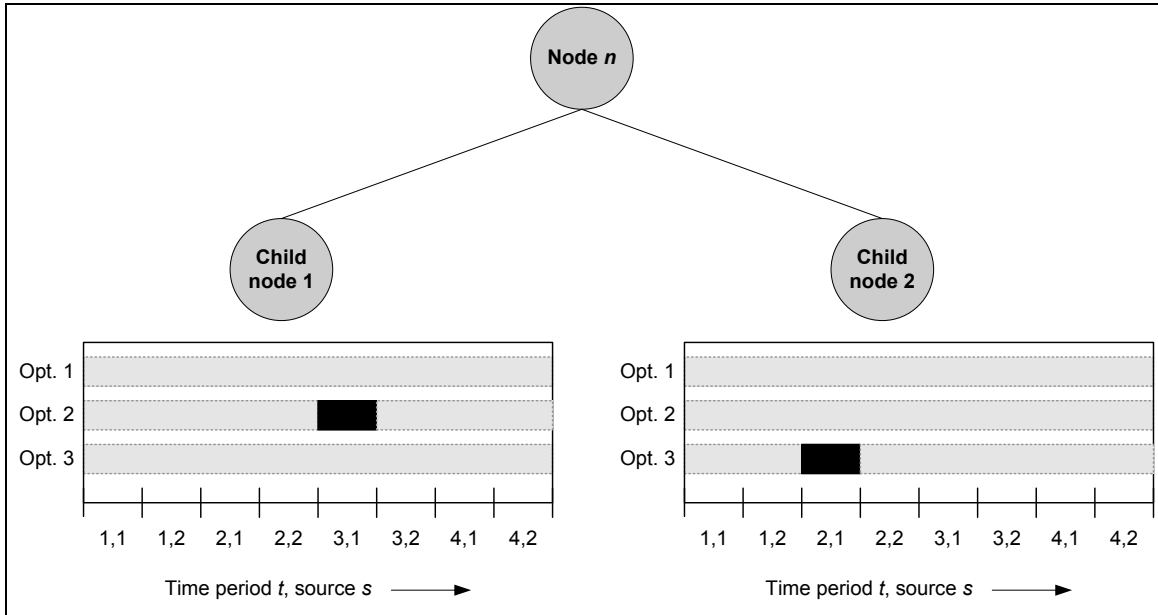 Node n
Child
node 1
Child
node 2
Opt. 1
Opt. 2
Opt. 3
1,1 1,2 2,1 2,2 3,1 3,2 4,1 4,2
Time period t, source s
Opt. 1
Opt. 2
Opt. 3
1,1 1,2 2,1 2,2 3,1 3,2 4,1 4,2
Time period t, source s